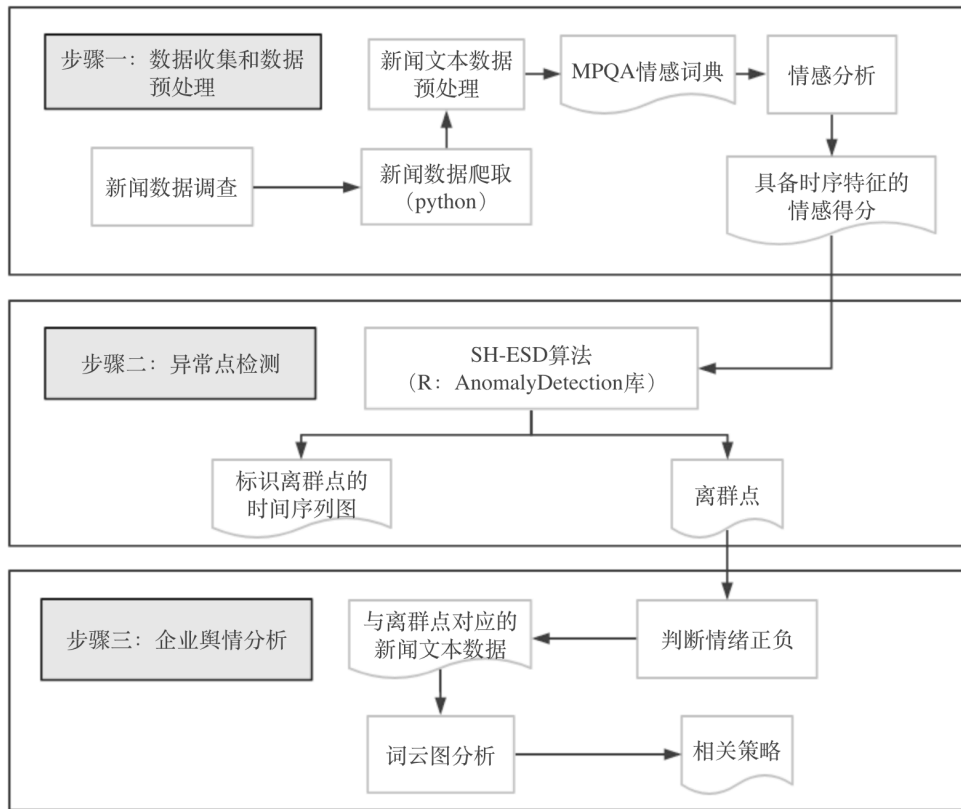 步骤一：数据收集和数据
预处理
新闻文本数据
预处理
MPQA情感词典
情感分析
新闻数据调查
新闻数据爬取
（python）
具备时序特征的
情感得分
步骤二：异常点检测
SH-ESD算法
（R：AnomalyDetection库）
标识离群点的
时间序列图
离群点
步骤三：企业舆情分析
与离群点对应的
新闻文本数据
判断情绪正负
词云图分析
相关策略